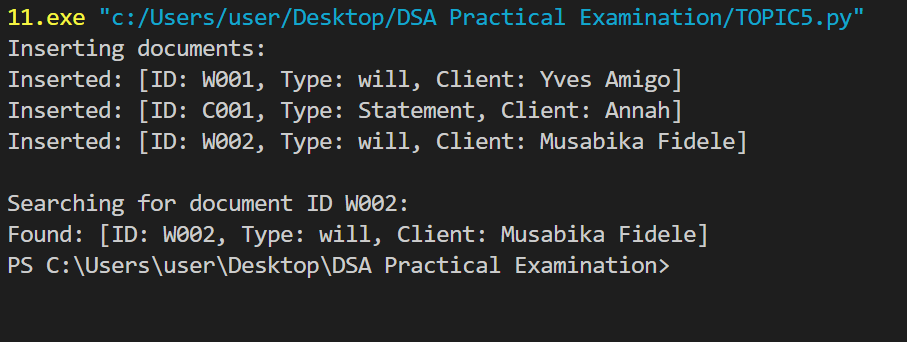 11.exe "c:/Users/user/Desktop/DSA Practical Examination/TOPIC5.py"
Inserting documents:
Inserted: [ID: W001, Type: will, Client: Yves Amigo]
Inserted: [ID: C001, Type: Statement, Client: Annah]
Inserted: [ID: W002, Type: will, Client: Musabika Fidele]
Searching for document ID W002:
Found: [ID: W002, Type: will, Client: Musabika Fidele]
PS C:\Users\user\Desktop\DSA Practical Examination>